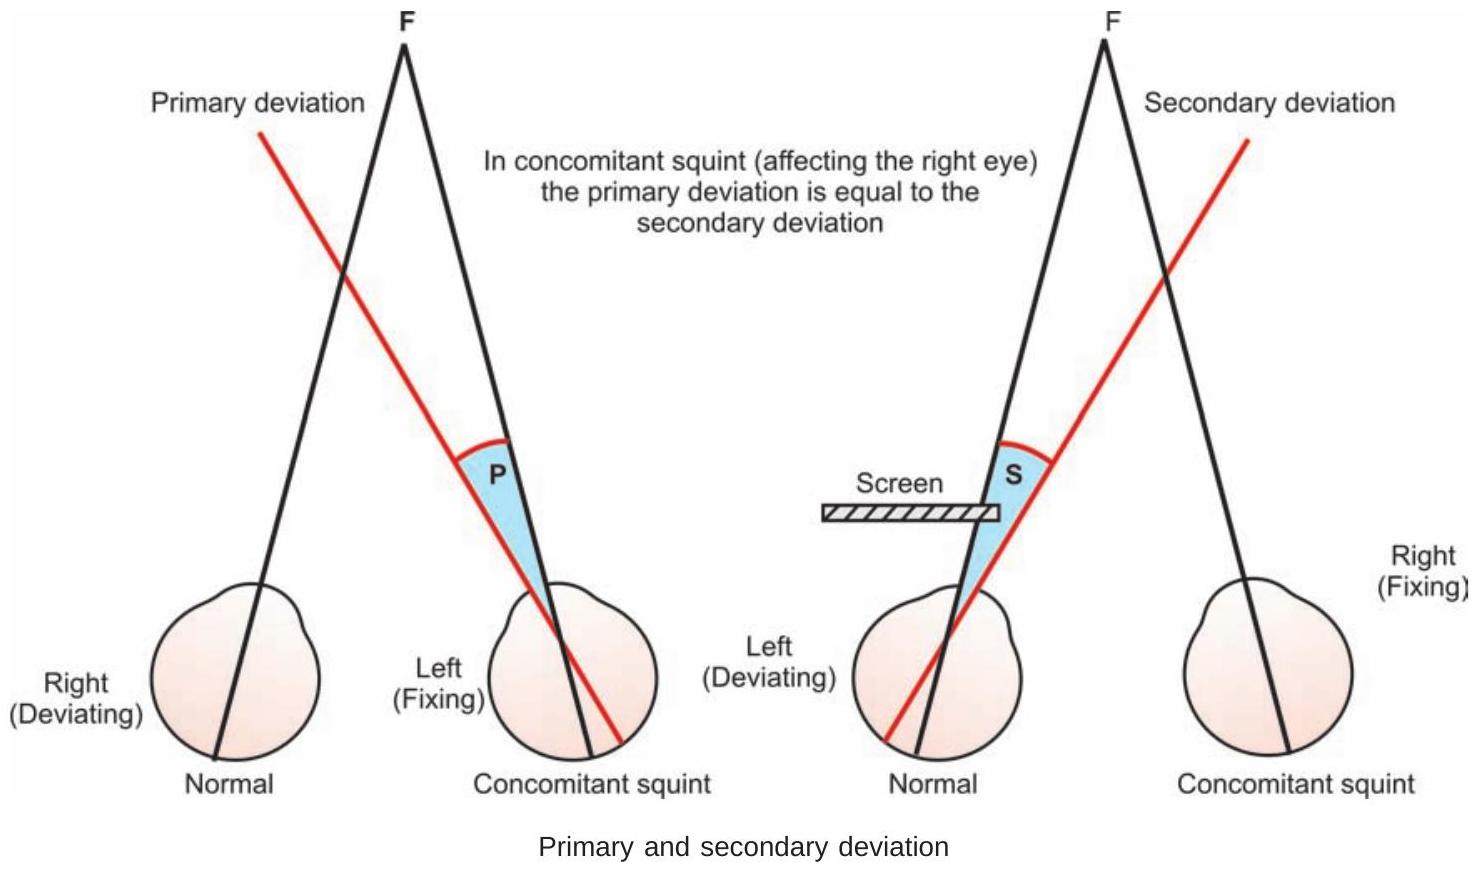 F
F
Primary deviation
Secondary deviation
In concomitant squint (affecting the right eye)
the primary deviation is equal to the
secondary deviation
P
S
Screen
Right
(Fixing)
Left
(Deviating)
Left
(Fixing)
Right
(Deviating)
Normal
Concomitant squint
Normal
Concomitant squint
Primary and secondary deviation